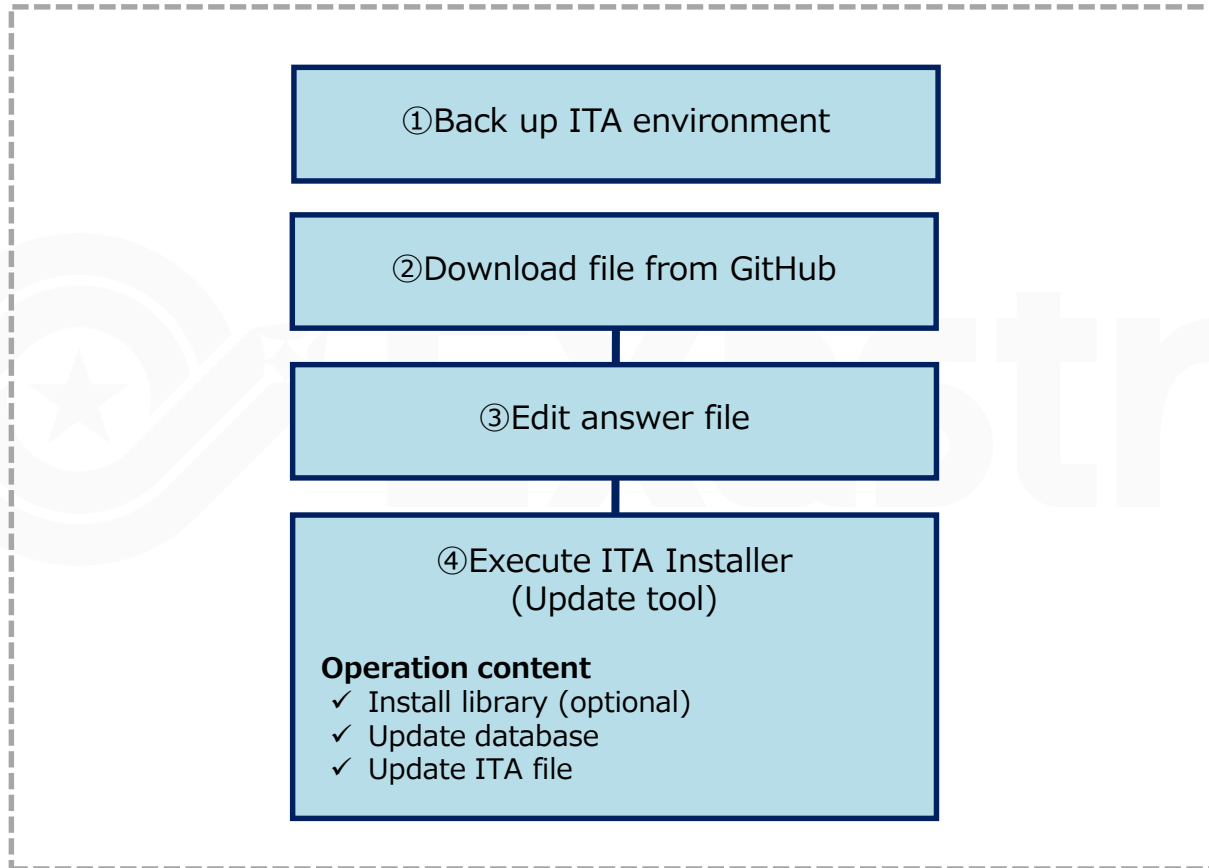 ①Back up ITA environment
②Download file from GitHub
③Edit answer file
④Execute ITA Installer
(Update tool)
Operation content
✓ Install library (optional)
✓ Update database
✓ Update ITA file